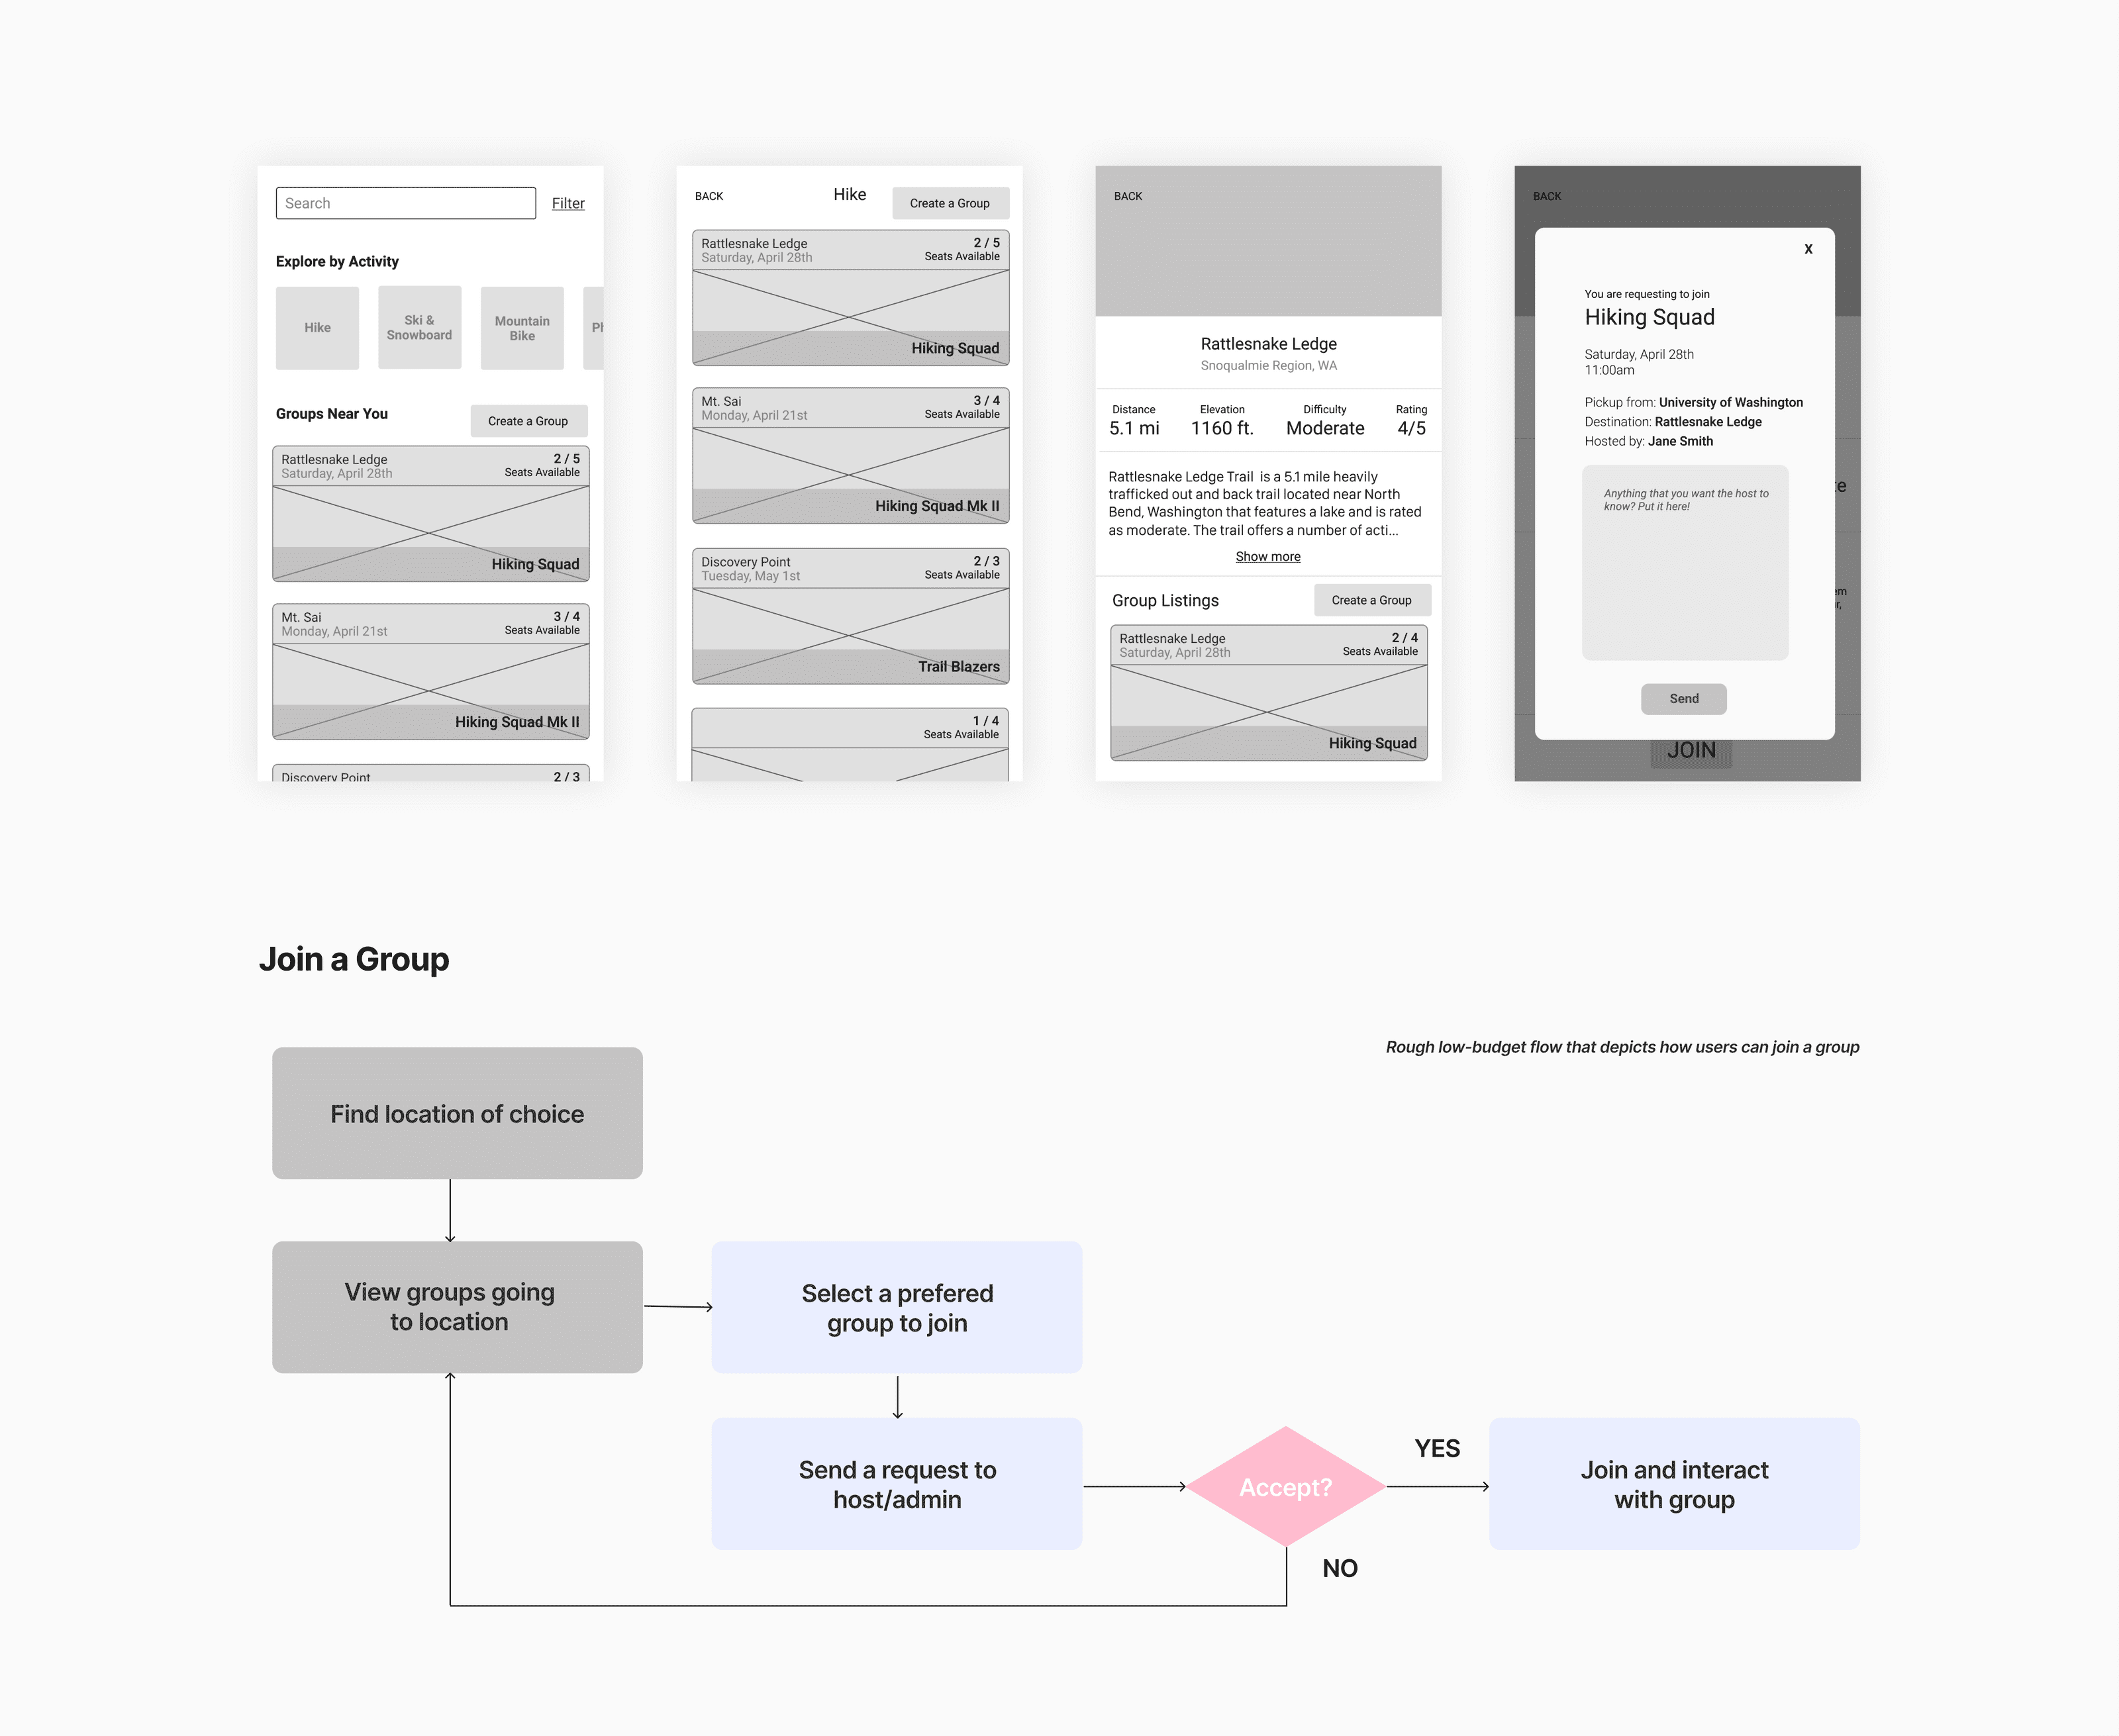 Search
Filter
Explore by Activity
Hike
Ski &
Snowboard
Mountain
Bike
Groups Near You
Create a Group
Rattlesnake Ledge
2 / 5
Saturday, April 28th
Seats Available
Hiking Squad
Mt. Sai
3 / 4
Monday, April 21st
Seats Available
Hiking Squad Mk II
Discovery Point
2 / 3
BACK
Hike
Create a Group
Rattlesnake Ledge
2 / 5
Saturday, April 28th
Seats Available
Hiking Squad
Mt. Sai
3 / 4
Monday, April 21st
Seats Available
Hiking Squad Mk II
Discovery Point
2 / 3
Tuesday, May 1st
Seats Available
Trail Blazers
1 / 4
Seats Available
BACK
Rattlesnake Ledge
Snoqualmie Region, WA
Distance
5.1 mi
Elevation
1160 ft.
Difficulty
Moderate
Rating
4/5
Rattlesnake Ledge Trail is a 5.1 mile heavily
trafficked out and back trail located near North
Bend, Washington that features a lake and is rated
as moderate. The trail offers a number of acti...
Show more
Group Listings
Create a Group
Rattlesnake Ledge
2 / 4
Saturday, April 28th
Seats Available
Hiking Squad
BACK
X
You are requesting to join
Hiking Squad
Saturday, April 28th
11:00am
Pickup from: University of Washington
Destination: Rattlesnake Ledge
Hosted by: Jane Smith
Anything that you want the host to
know? Put it here!
Send
JOIN
Join a Group
Rough low-budget flow that depicts how users can join a group
Find location of choice
View groups going
to location
Select a prefered
group to join
Send a request to
host/admin
Accept?
YES
NO
Join and interact
with group